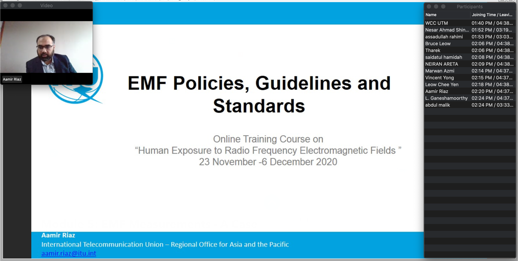 Video
Aamir Riaz
EMF Policies, Guidelines and
Standards
Online Training Course on
“Human Exposure to Radio Frequency Electromagnetic Fields ”
23 November -6 December 2020
Aamir Riaz
International Telecommunication Union – Regional Office for Asia and the Pacific
aamir.riaz@itu.int
Participants
Name Joining Time / Leavi...
WCC UTM 01:40 PM / 04:38...
Nesar Ahmad Shin... 01:52 PM / 03:19...
assadullah rahimi 01:53 PM / 03:03...
Bruce Leow 02:06 PM / 04:38...
Tharek 02:06 PM / 04:38...
saidatul hamidah 02:08 PM / 04:38...
NEIRAN ARETA 02:09 PM / 04:38...
Marwan Azmi 02:14 PM / 04:37...
Vincent Yong 02:15 PM / 04:37...
Leow Chee Yen 02:18 PM / 04:38...
Aamir Riaz 02:20 PM / 04:37...
L. Ganeshamoorthy 02:24 PM / 04:37...
abdul malik 02:24 PM / 03:33...